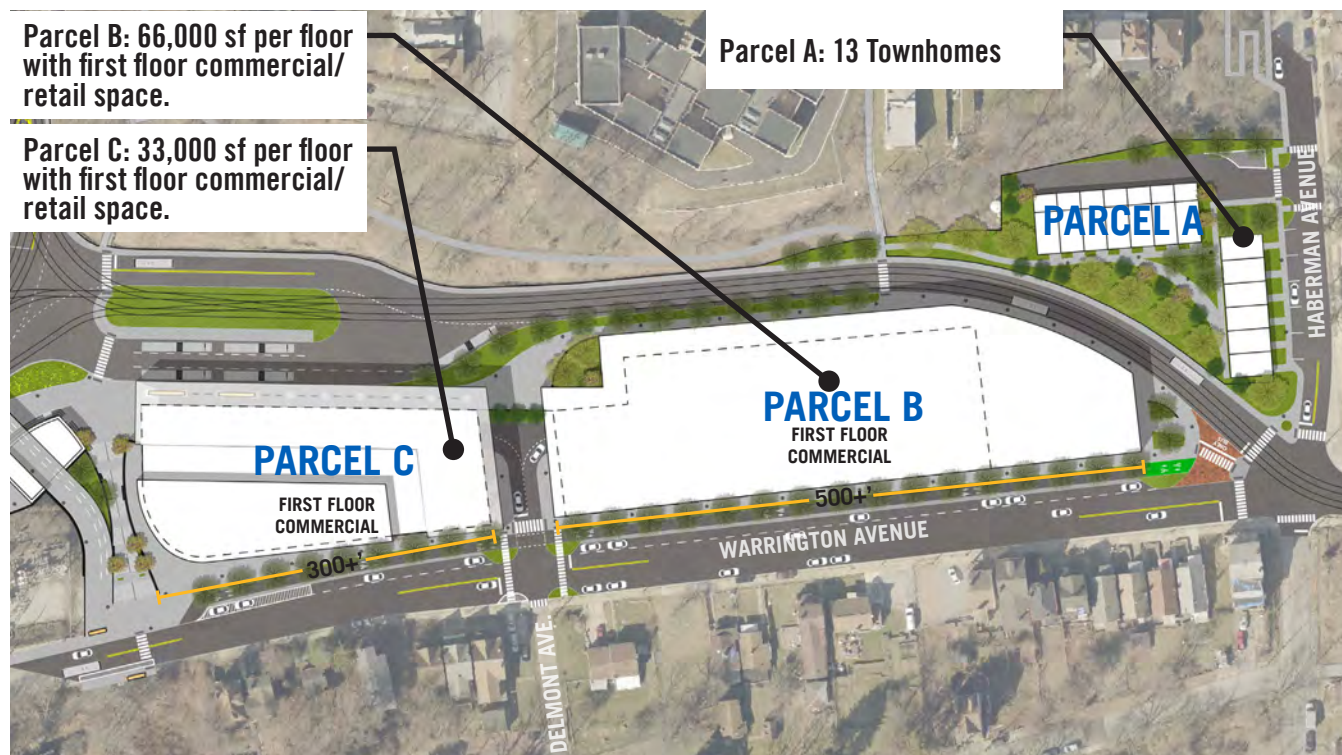 Parcel B: 66,000 sf per floor
with first floor commercial/
retail space.
Parcel C: 33,000 sf per floor
with first floor commercial/
retail space.
Parcel A: 13 Townhomes
PARCEL A
HABERMAN AVENUE
PARCEL B
FIRST FLOOR
COMMERCIAL
PARCEL C
FIRST FLOOR
COMMERCIAL
500+'
300+'
WARRINGTON AVENUE
DELMONT AVE.